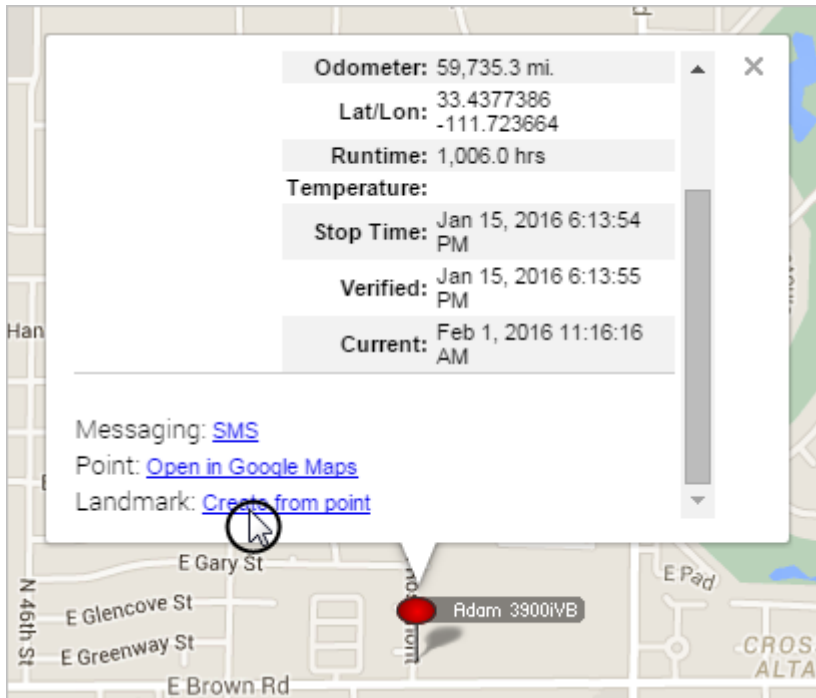 Odometer: 59,735.3 mi.
Lat/Lon: 33.4377386
-111.723664
Runtime: 1,006.0 hrs
Temperature:
Stop Time: Jan 15, 2016 6:13:54
PM
Verified: Jan 15, 2016 6:13:55
PM
Current: Feb 1, 2016 11:16:16
AM
Han
Messaging: SMS
Point: Open in Google Maps
Landmark: Create from point
E Gary St
E Pad
N 46th St
E Glencove St
Adam 3900iVB
E Greenway St
CROS
ALTA
E Brown Rd